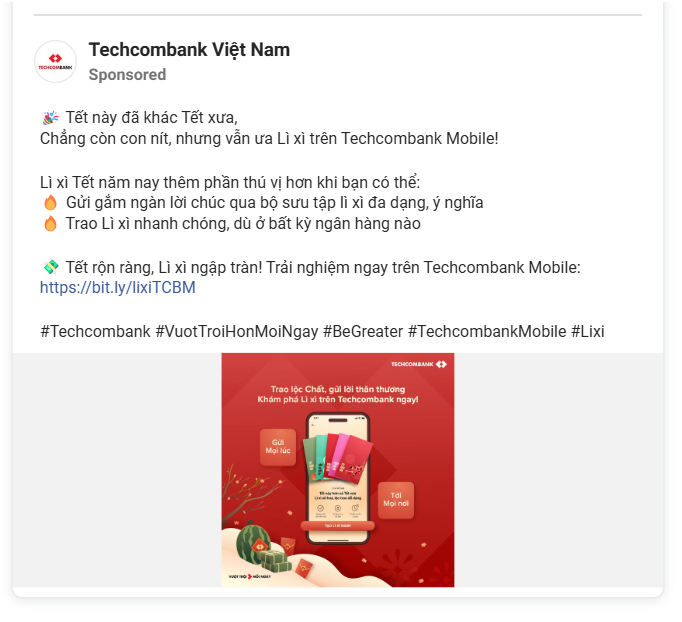 Techcombank Việt Nam
TECHCOMBANK
Sponsored
🎉 Tết này đã khác Tết xưa,
Chẳng còn con nít, nhưng vẫn ưa Lì xì trên Techcombank Mobile!
Lì xì Tết năm nay thêm phần thú vị hơn khi bạn có thể:
🔥 Gửi gắm ngàn lời chúc qua bộ sưu tập lì xì đa dạng, ý nghĩa
🔥 Trao Lì xì nhanh chóng, dù ở bất kỳ ngân hàng nào
💸 Tết rộn ràng, Lì xì ngập tràn! Trải nghiệm ngay trên Techcombank Mobile:
https://bit.ly/lixiTCBM
#Techcombank #VuotTroiHonMoiNgay #BeGreater #TechcombankMobile #Lixi
TECHCOMBANK
Trao lộc Chất, gửi lời thân thương
Khám phá Lì xì trên Techcombank ngay!
Gửi
Mọi lúc
Tới
Mọi nơi
VƯỢT TRỘI HƠN MỖI NGÀY